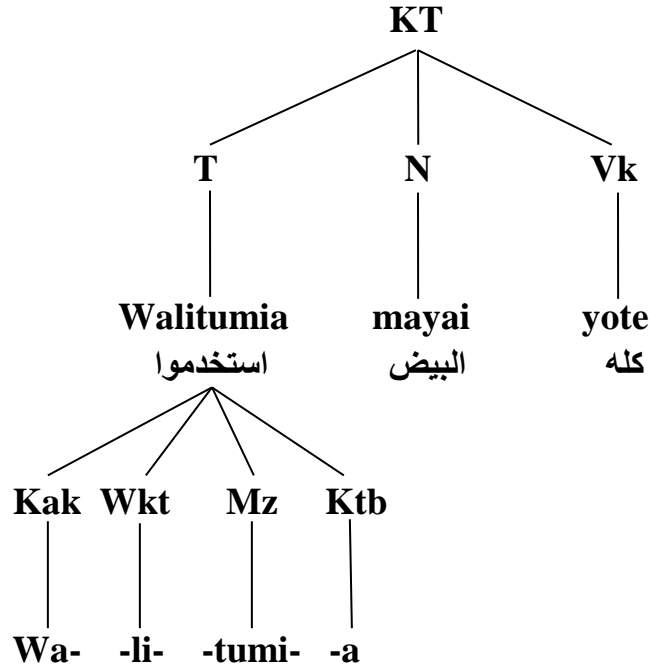 KT
T N Vk
Walitumia mayai yote
استخدموا البيض كله
Kak Wkt Mz Ktb
Wa- -li- -tumi- -a